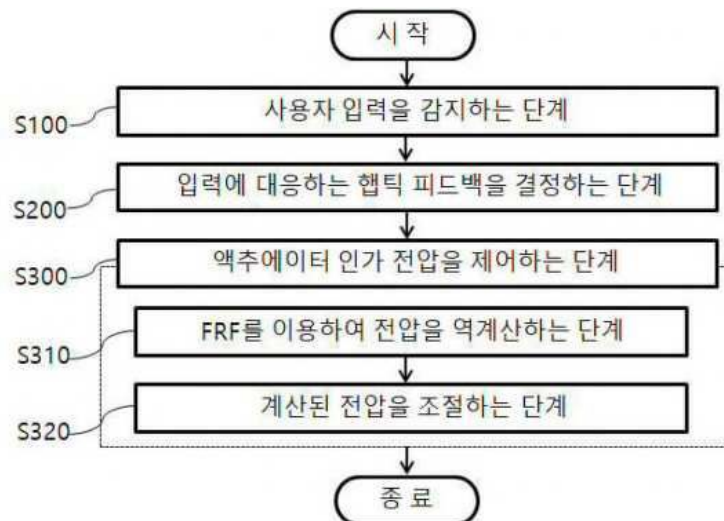 시 작
S100
사용자 입력을 감지하는 단계
S200
입력에 대응하는 햅틱 피드백을 결정하는 단계
S300
액추에이터 인가 전압을 제어하는 단계
S310
FRF를 이용하여 전압을 역계산하는 단계
S320
계산된 전압을 조절하는 단계
종 료